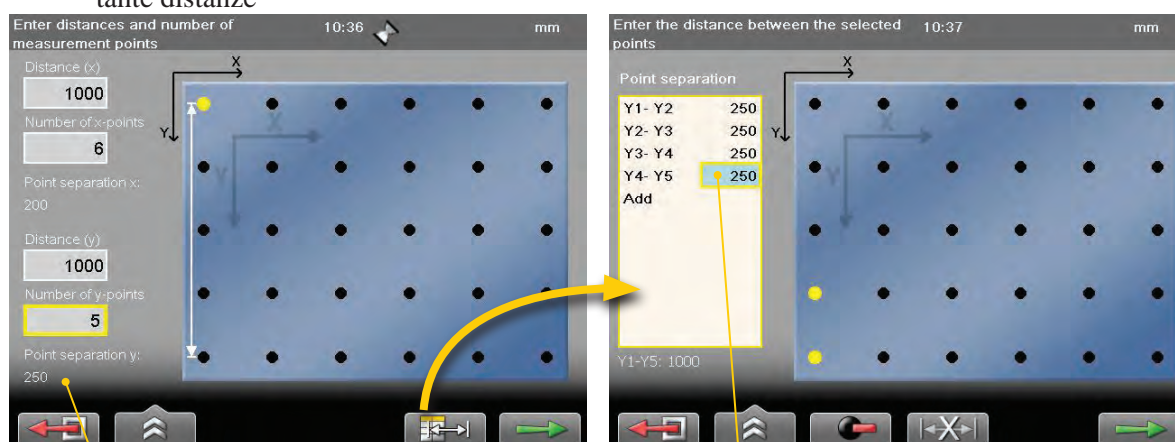 tante distanze
Enter distances and number of
measurement points
10:36
mm
Distance (x)
1000
Number of x-points
6
Point separation x:
200
Distance (y)
1000
Number of y-points
5
Point separation y:
250
X
Y
X
Y
Enter the distance between the selected
points
10:37
mm
Point separation
Y1- Y2 250
Y2- Y3 250
Y3- Y4 250
Y4- Y5 250
Add
Y1-Y5: 1000
X
Y
X
Y
X